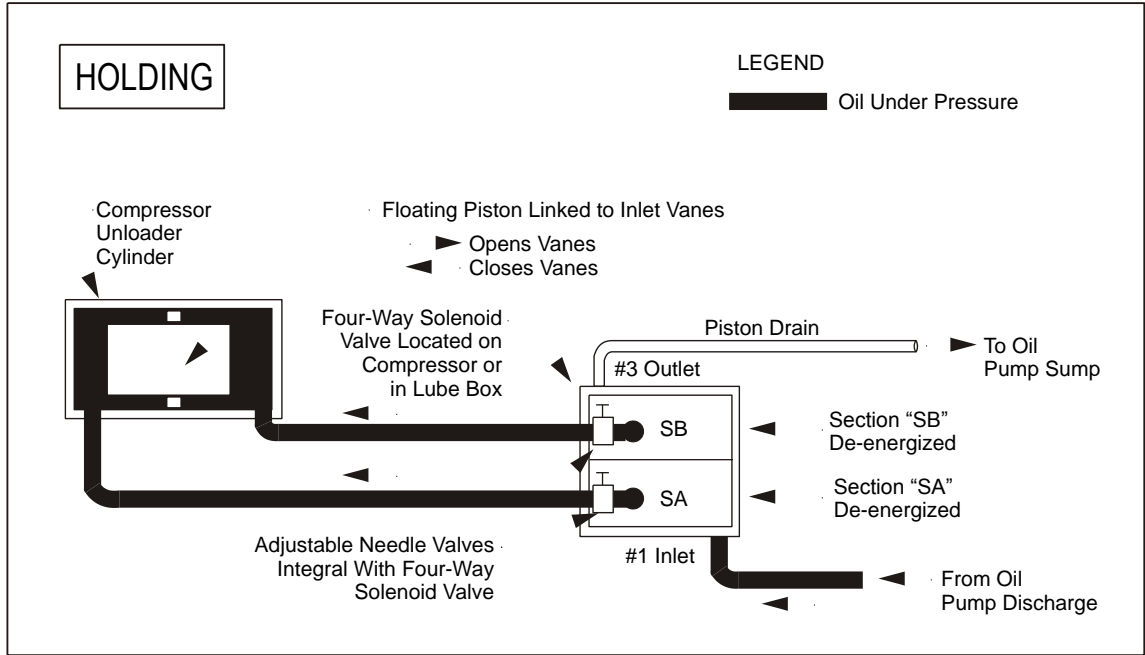 HOLDING
LEGEND
Oil Under Pressure
Compressor
Unloader
Cylinder
Floating Piston Linked to Inlet Vanes
Opens Vanes
Closes Vanes
Four-Way Solenoid
Valve Located on
Compressor or
in Lube Box
Piston Drain
#3 Outlet
To Oil
Pump Sump
SB
Section “SB”
De-energized
SA
Section “SA”
De-energized
Adjustable Needle Valves
Integral With Four-Way
Solenoid Valve
#1 Inlet
From Oil
Pump Discharge